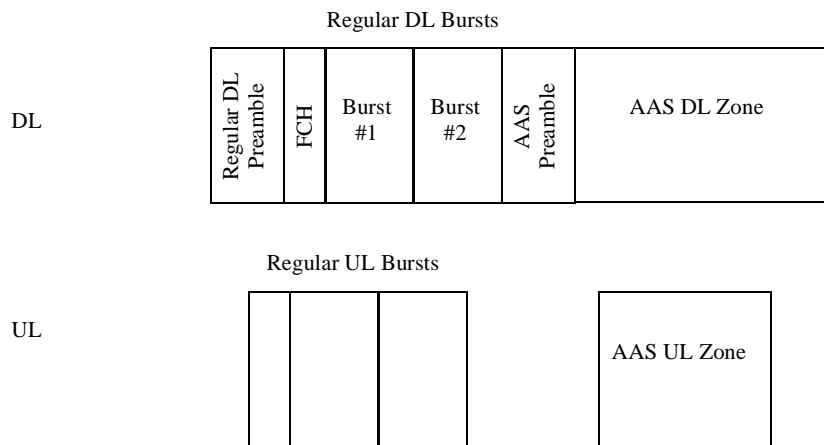 Regular DL Bursts
DL
Regular DL
Preamble
FCH
Burst
#1
Burst
#2
AAS
Preamble
AAS DL Zone
Regular UL Bursts
UL
AAS UL Zone